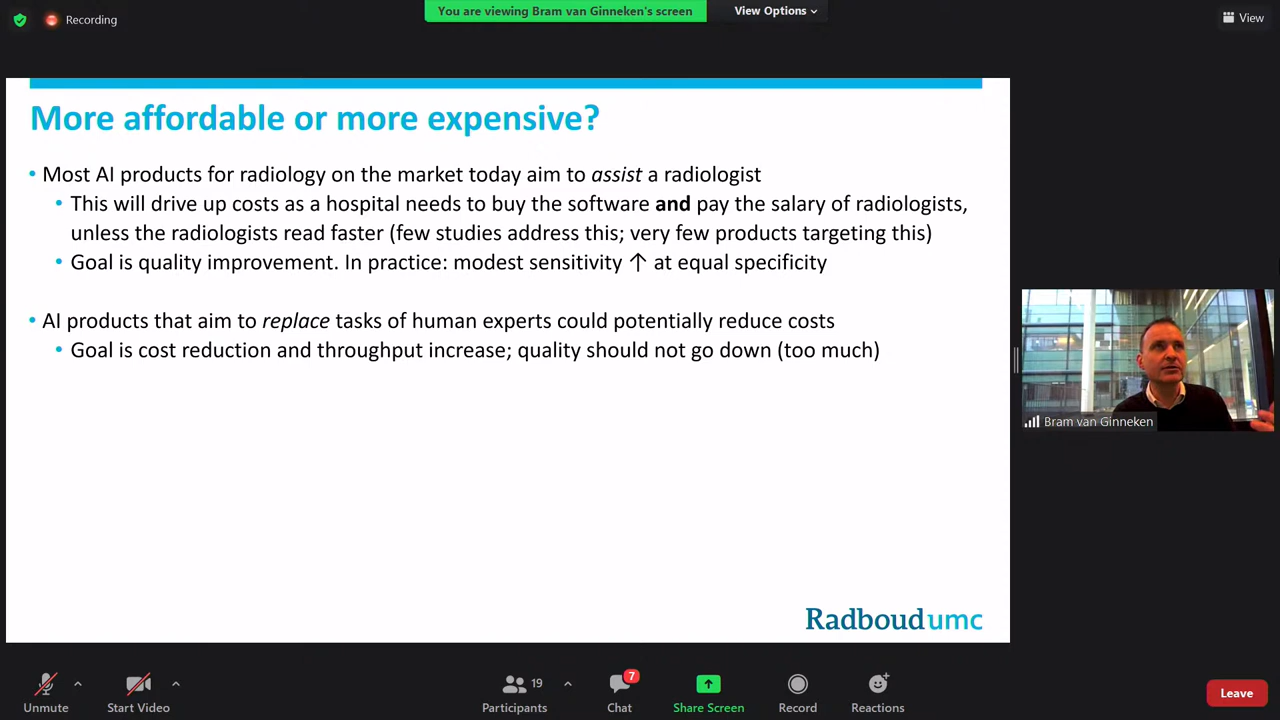 Recording
You are viewing Bram van Ginneken's screen
View Options
View
More affordable or more expensive?
• Most AI products for radiology on the market today aim to assist a radiologist
• This will drive up costs as a hospital needs to buy the software and pay the salary of radiologists,
unless the radiologists read faster (few studies address this; very few products targeting this)
• Goal is quality improvement. In practice: modest sensitivity ↑ at equal specificity
• AI products that aim to replace tasks of human experts could potentially reduce costs
• Goal is cost reduction and throughput increase; quality should not go down (too much)
Bram van Ginneken
Radboudumc
Unmute
Start Video
19
Participants
7
Chat
Share Screen
Record
Reactions
Leave